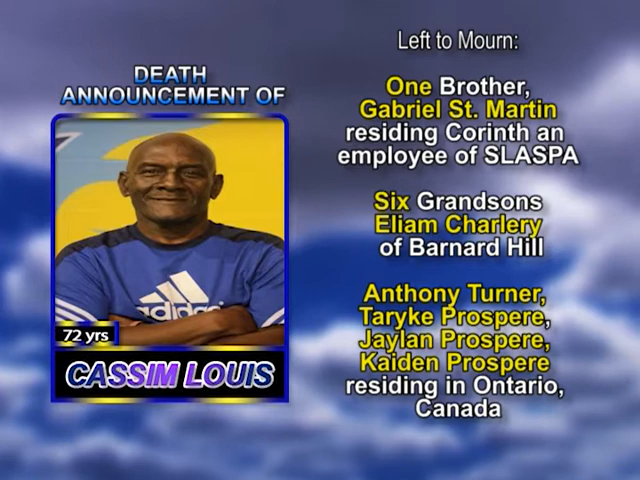 DEATH
ANNOUNCEMENT OF
adidas
72 yrs
CASSIM LOUIS
Left to Mourn:
One Brother,
Gabriel St. Martin
residing Corinth an
employee of SLASPA
Six Grandsons
Eliam Charlery
of Barnard Hill
Anthony Turner,
Taryke Prospere,
Jaylan Prospere,
Kaiden Prospere
residing in Ontario,
Canada